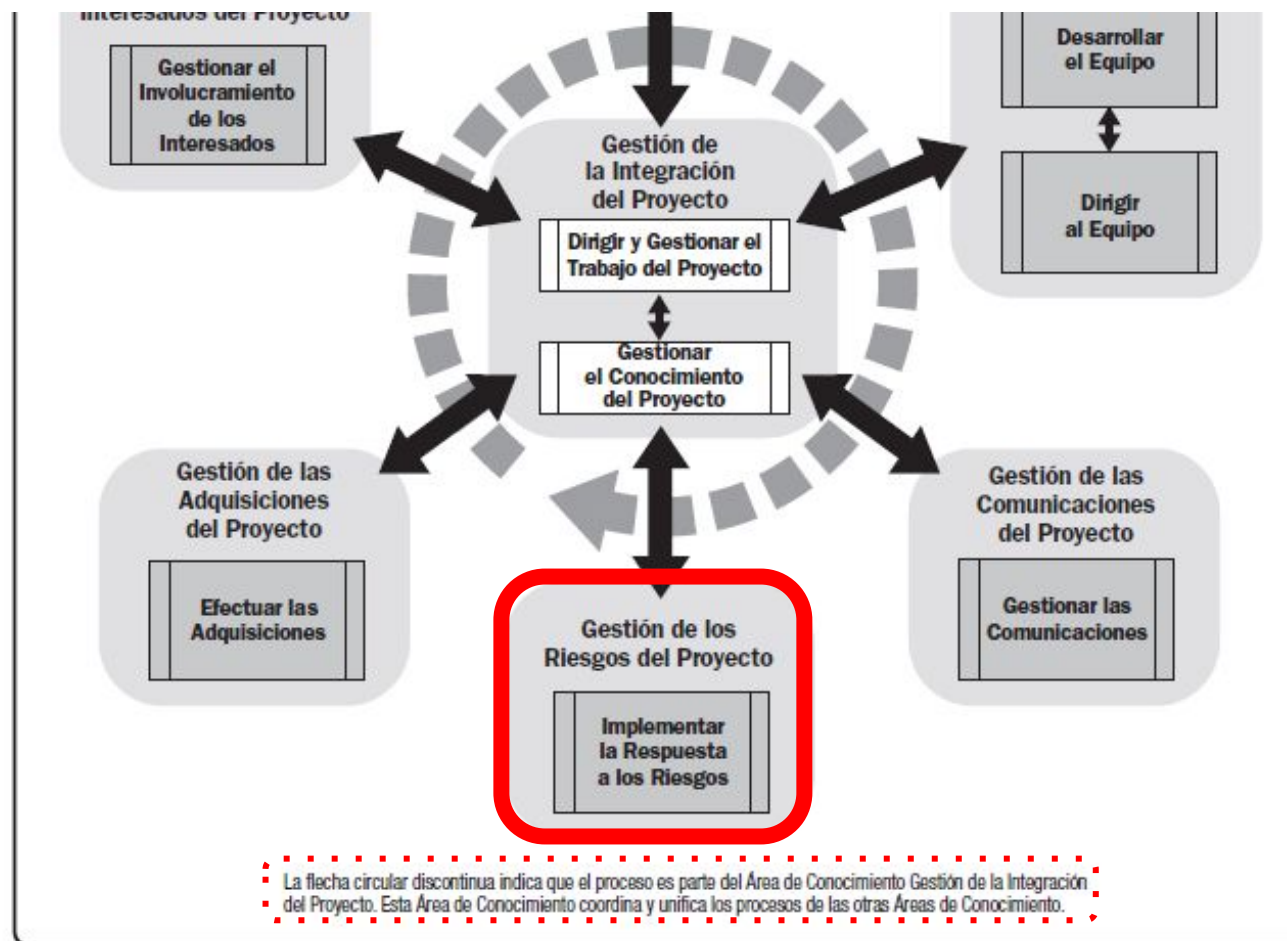 Interesados del Proyecto
Gestionar el
Involucramiento
de los
Interesados
Desarrollar
el Equipo
Dirigir
al Equipo
Gestión de
la Integración
del Proyecto
Dirigir y Gestionar el
Trabajo del Proyecto
Gestionar
el Conocimiento
del Proyecto
Gestión de las
Adquisiciones
del Proyecto
Efectuar las
Adquisiciones
Gestión de los
Riesgos del Proyecto
Implementar
la Respuesta
a los Riesgos
Gestión de las
Comunicaciones
del Proyecto
Gestionar las
Comunicaciones
La flecha circular discontinua indica que el proceso es parte del Área de Conocimiento Gestión de la Integración
del Proyecto. Esta Área de Conocimiento coordina y unifica los procesos de las otras Áreas de Conocimiento.